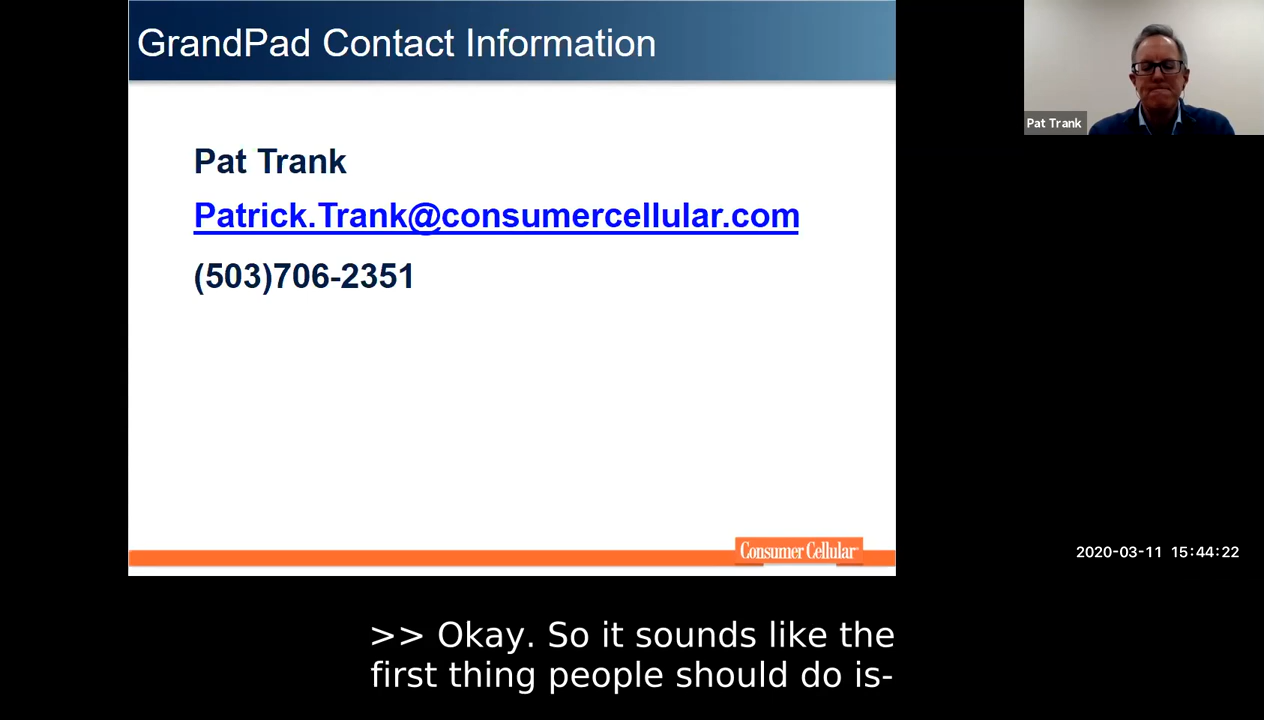 GrandPad Contact Information
Pat Trank
Patrick.Trank@consumercellular.com
(503)706-2351
Consumer Cellular
Pat Trank
2020-03-11 15:44:22
>> Okay. So it sounds like the
first thing people should do is-